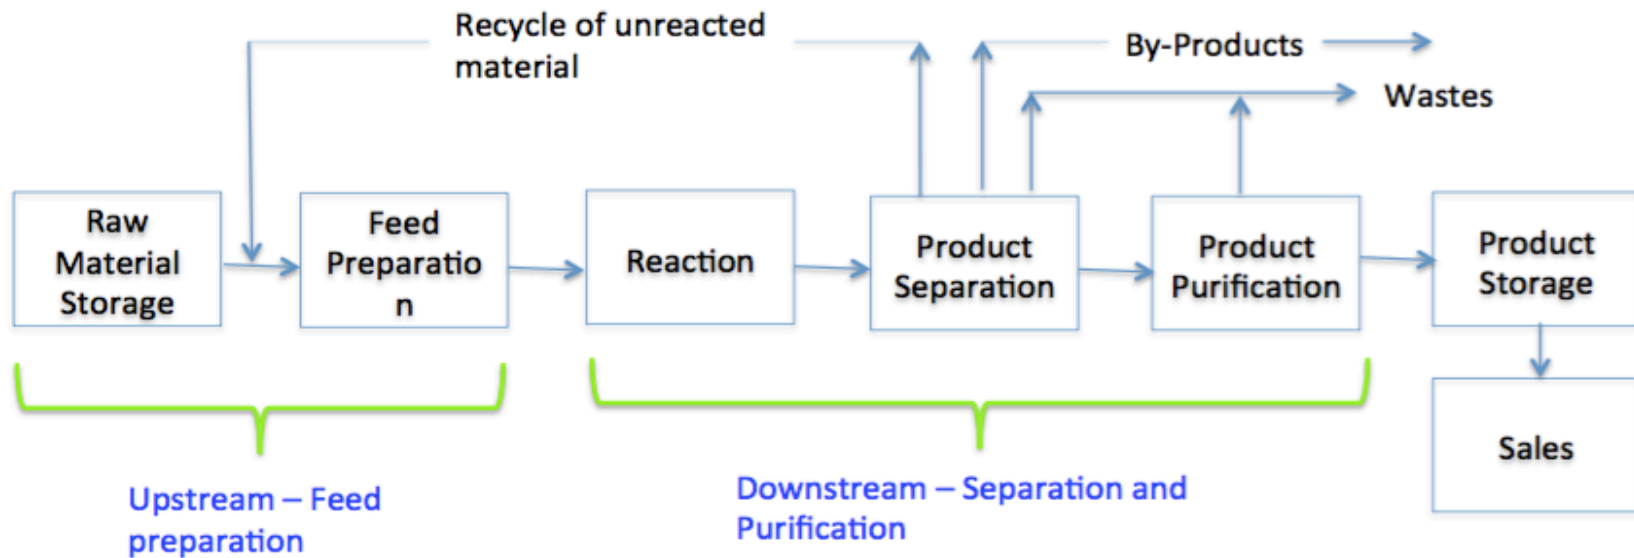 Recycle of unreacted
material
By-Products
Wastes
Raw
Material
Storage
Feed
Preparatio
n
Reaction
Product
Separation
Product
Purification
Product
Storage
Sales
Upstream – Feed
preparation
Downstream – Separation and
Purification